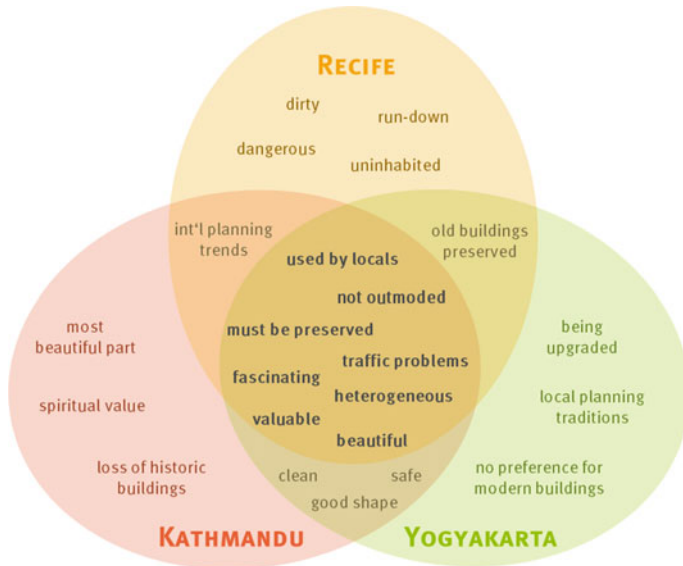 RECIFE
dirty
run-down
dangerous
uninhabited
int'l planning
trends
old buildings
preserved
used by locals
not outmoded
must be preserved
traffic problems
fascinating
heterogeneous
valuable
beautiful
most
beautiful part
spiritual value
loss of historic
buildings
being
upgraded
local planning
traditions
no preference for
modern buildings
clean
safe
good shape
KATHMANDU
YOGYAKARTA